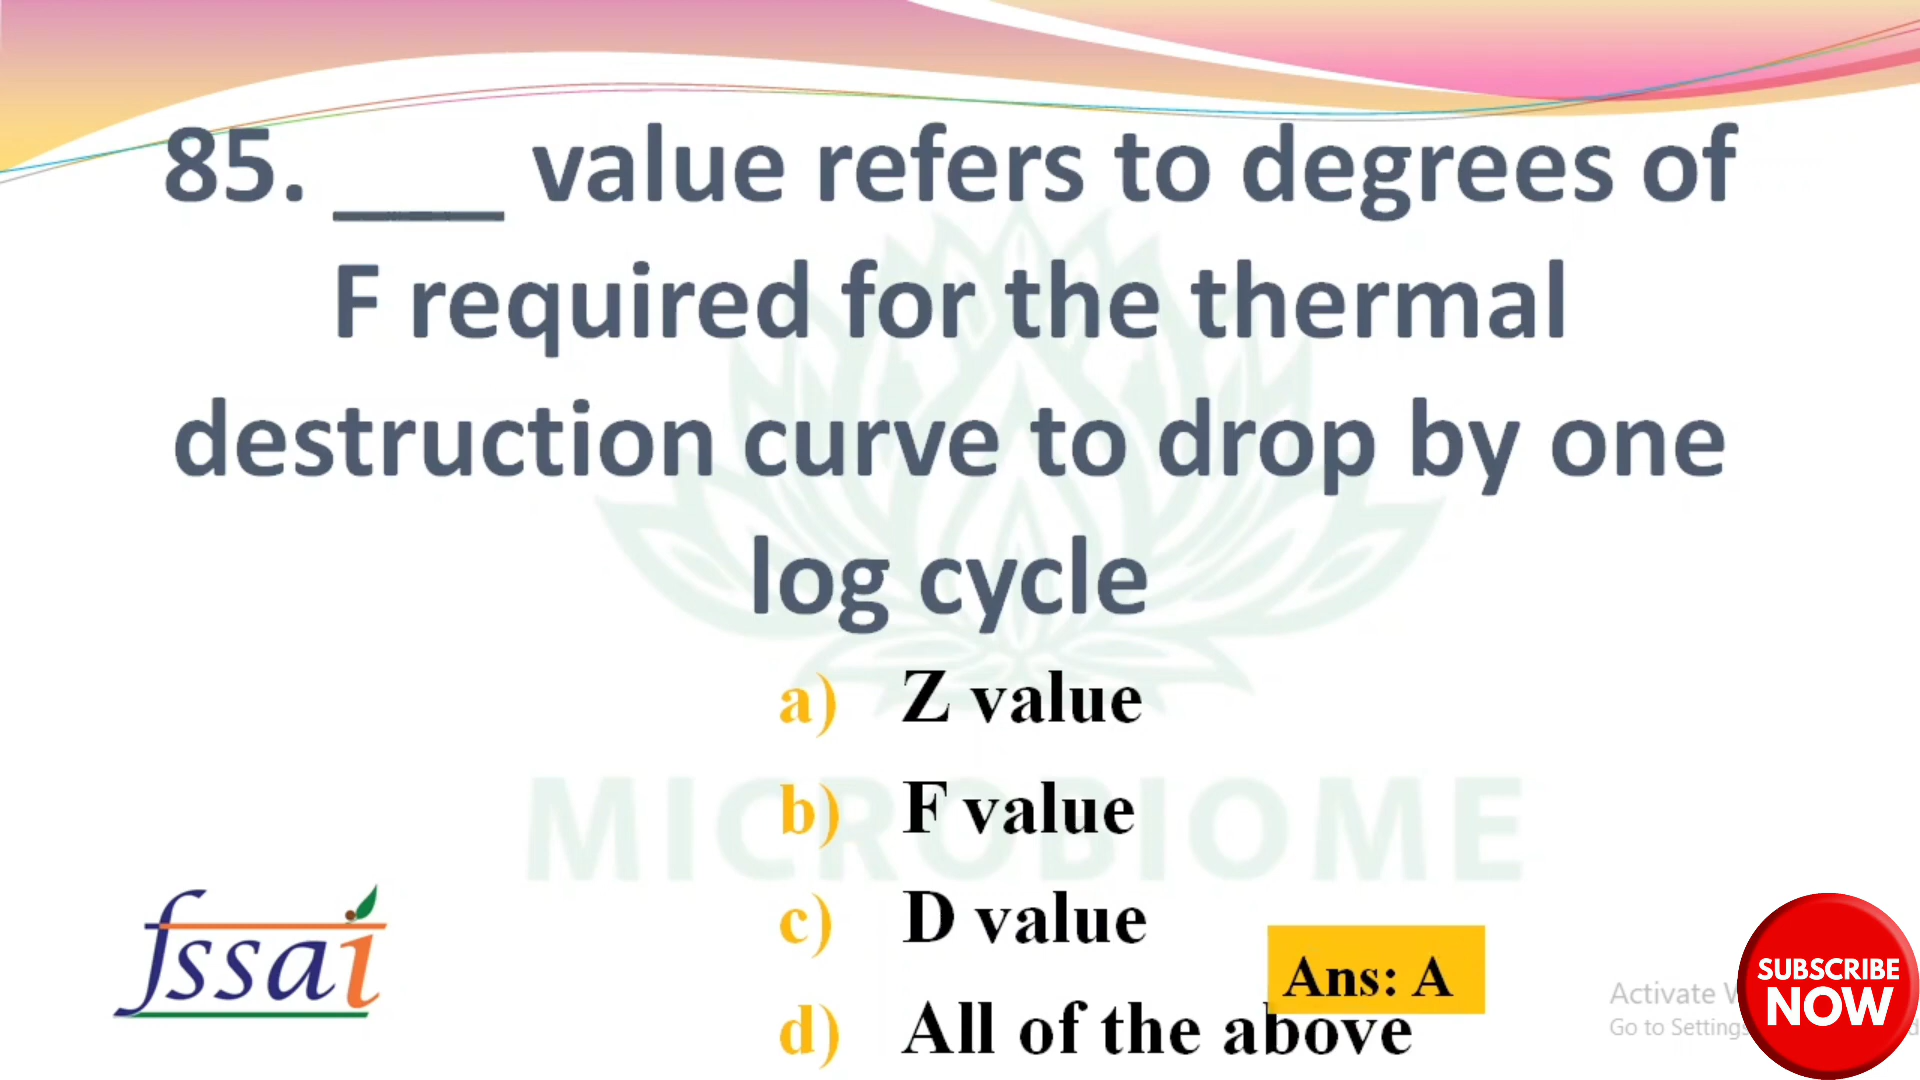 85. ___ value refers to degrees of
F required for the thermal
destruction curve to drop by one
log cycle
a) Z value
b) F value
c) D value
d) All of the above
Ans: A
MICROBIOME
fssai
Activate
Go to Settings
SUBSCRIBE
NOW